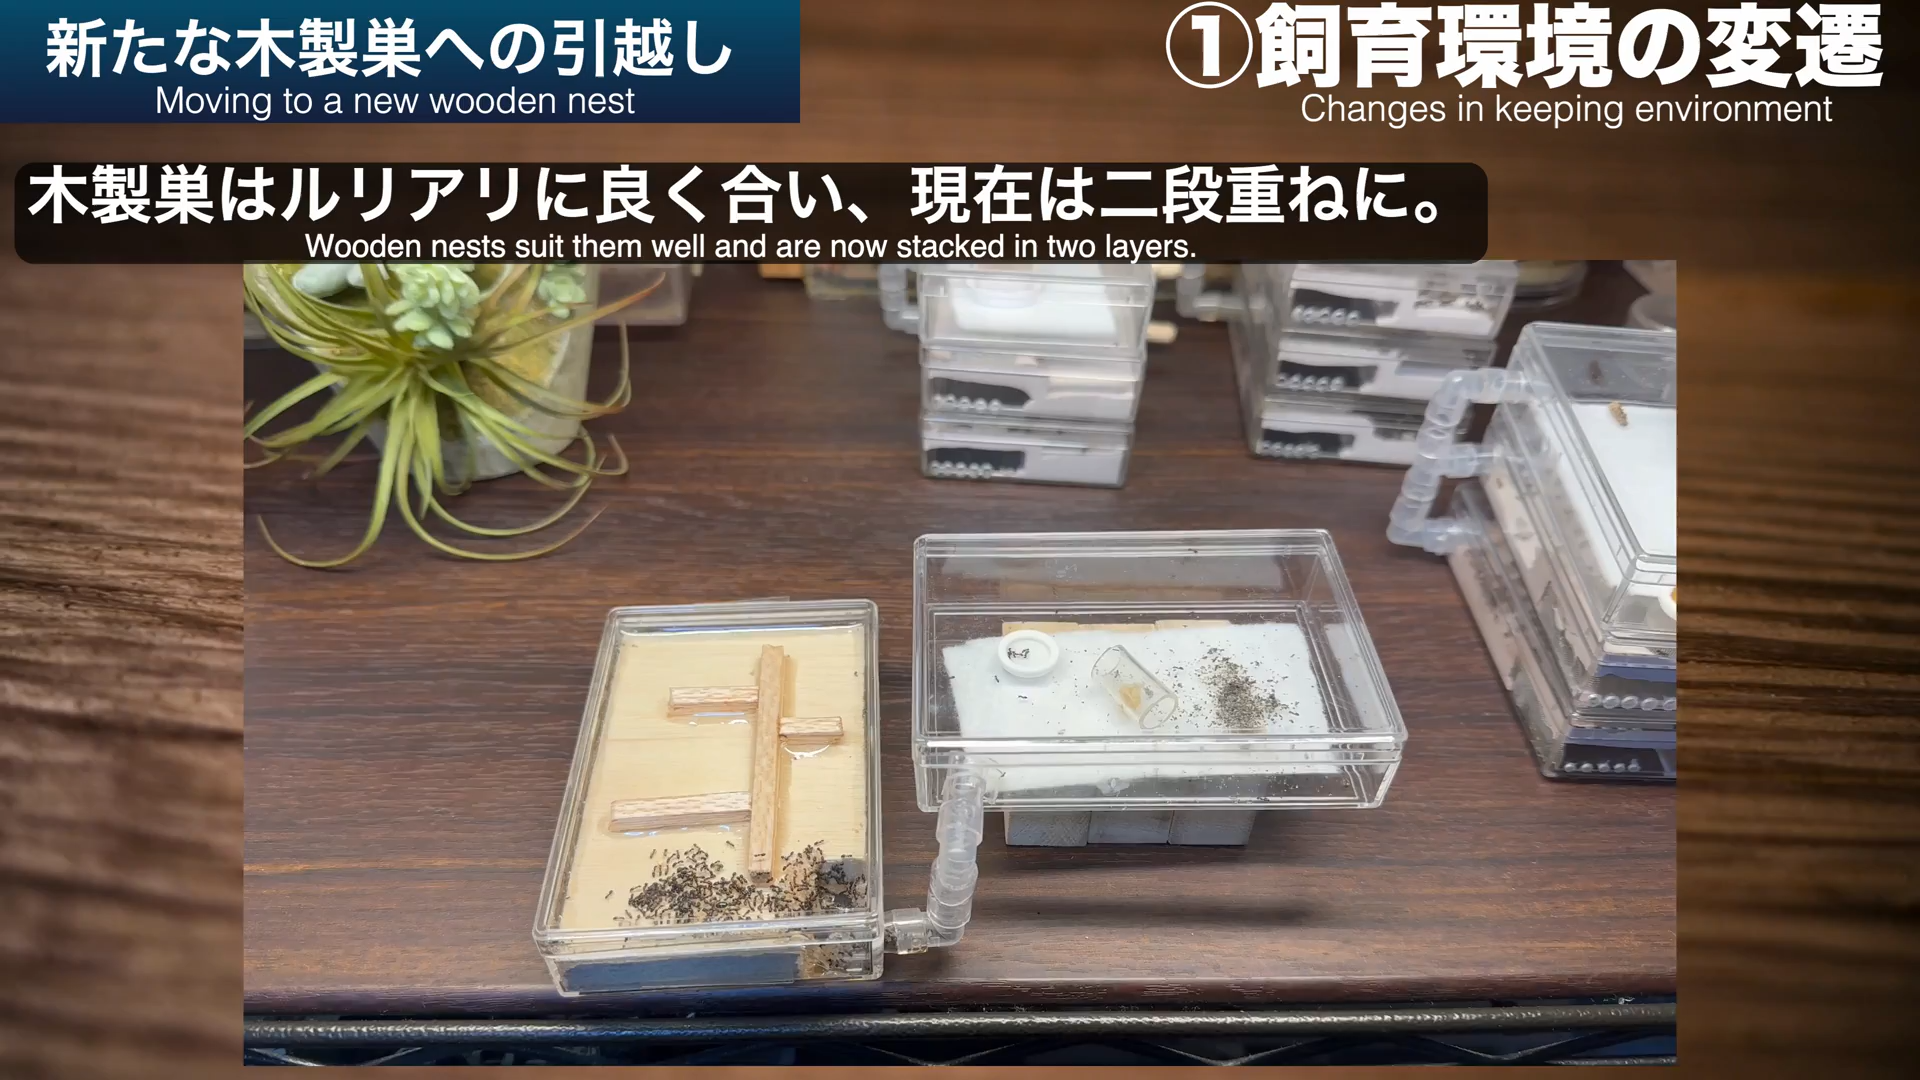 新たな木製巣への引越し
Moving to a new wooden nest
①飼育環境の変遷
Changes in keeping environment
木製巣はルリアリに良く合い、現在は二段重ねに。
Wooden nests suit them well and are now stacked in two layers.